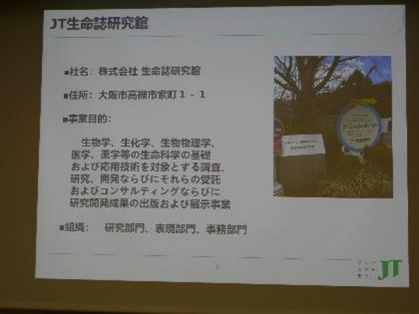 JT生命誌研究館
■社名: 株式会社 生命誌研究館
■住所: 大阪市高槻市紫町1-1
■事業目的:
生物学、生化学、生物物理学、
医学、薬学等の生命科学の基礎
および応用技術を対象とする調査、
研究、開発ならびにそれらの受託
およびコンサルティングならびに
研究開発成果の出版および展示事業
■組織: 研究部門、表現部門、事務部門
JT